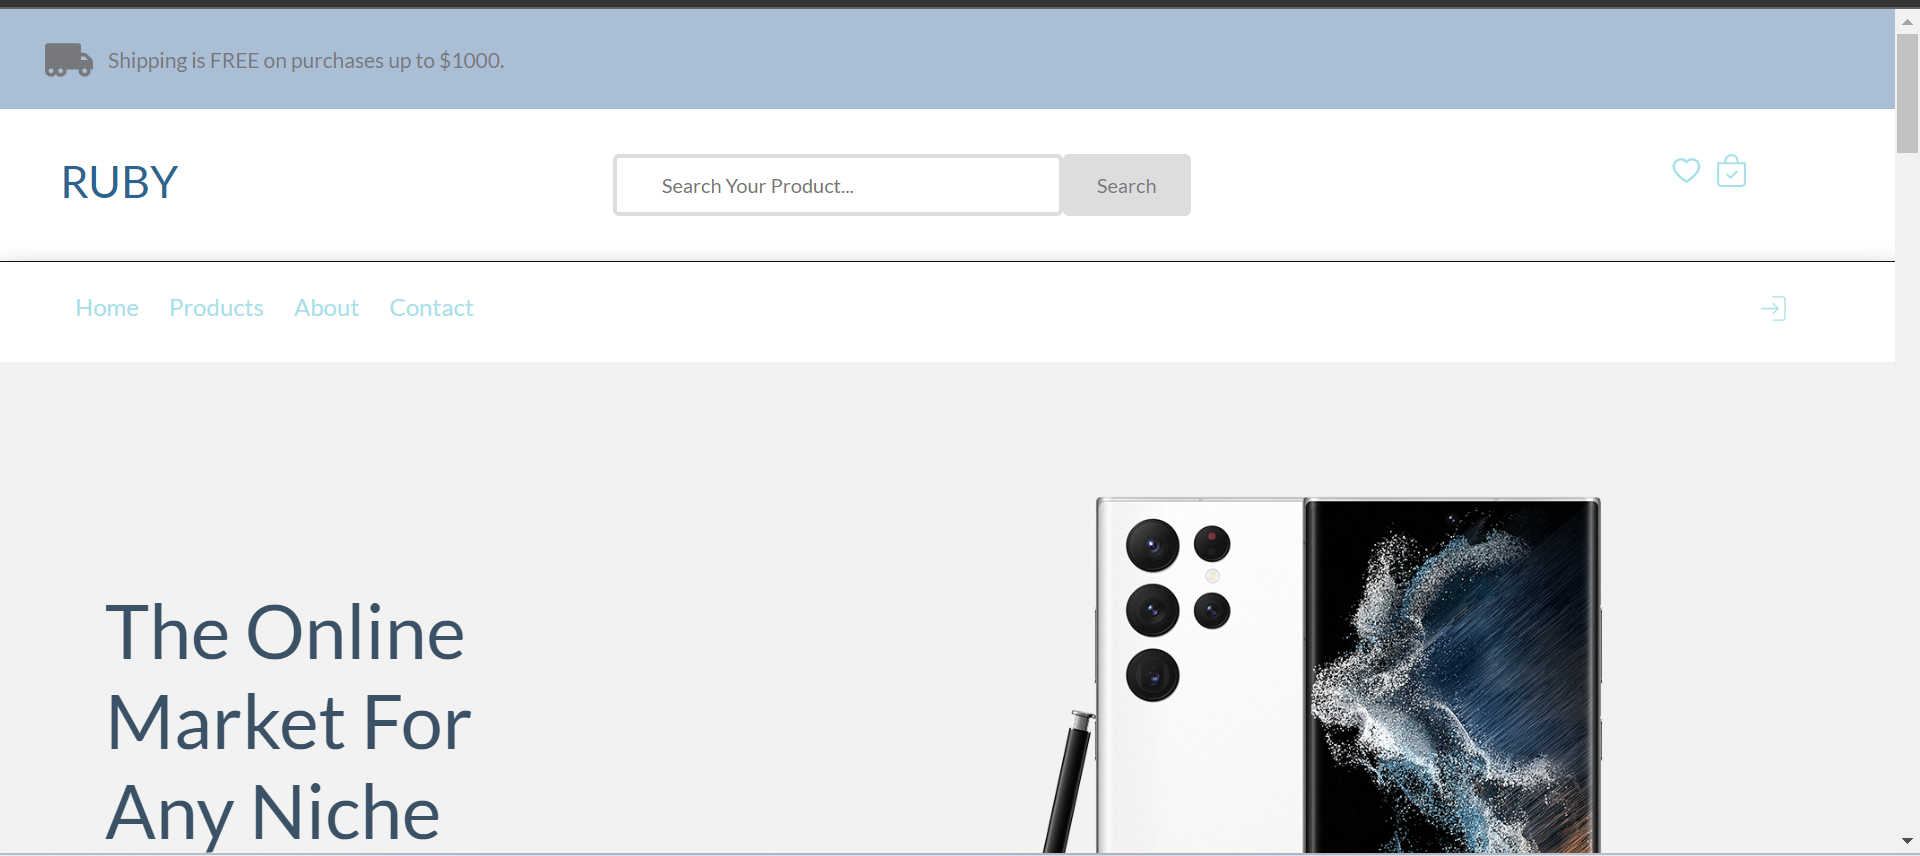 Shipping is FREE on purchases up to $1000.
RUBY
Search Your Product...
Search
Home Products About Contact
The Online
Market For
Any Niche